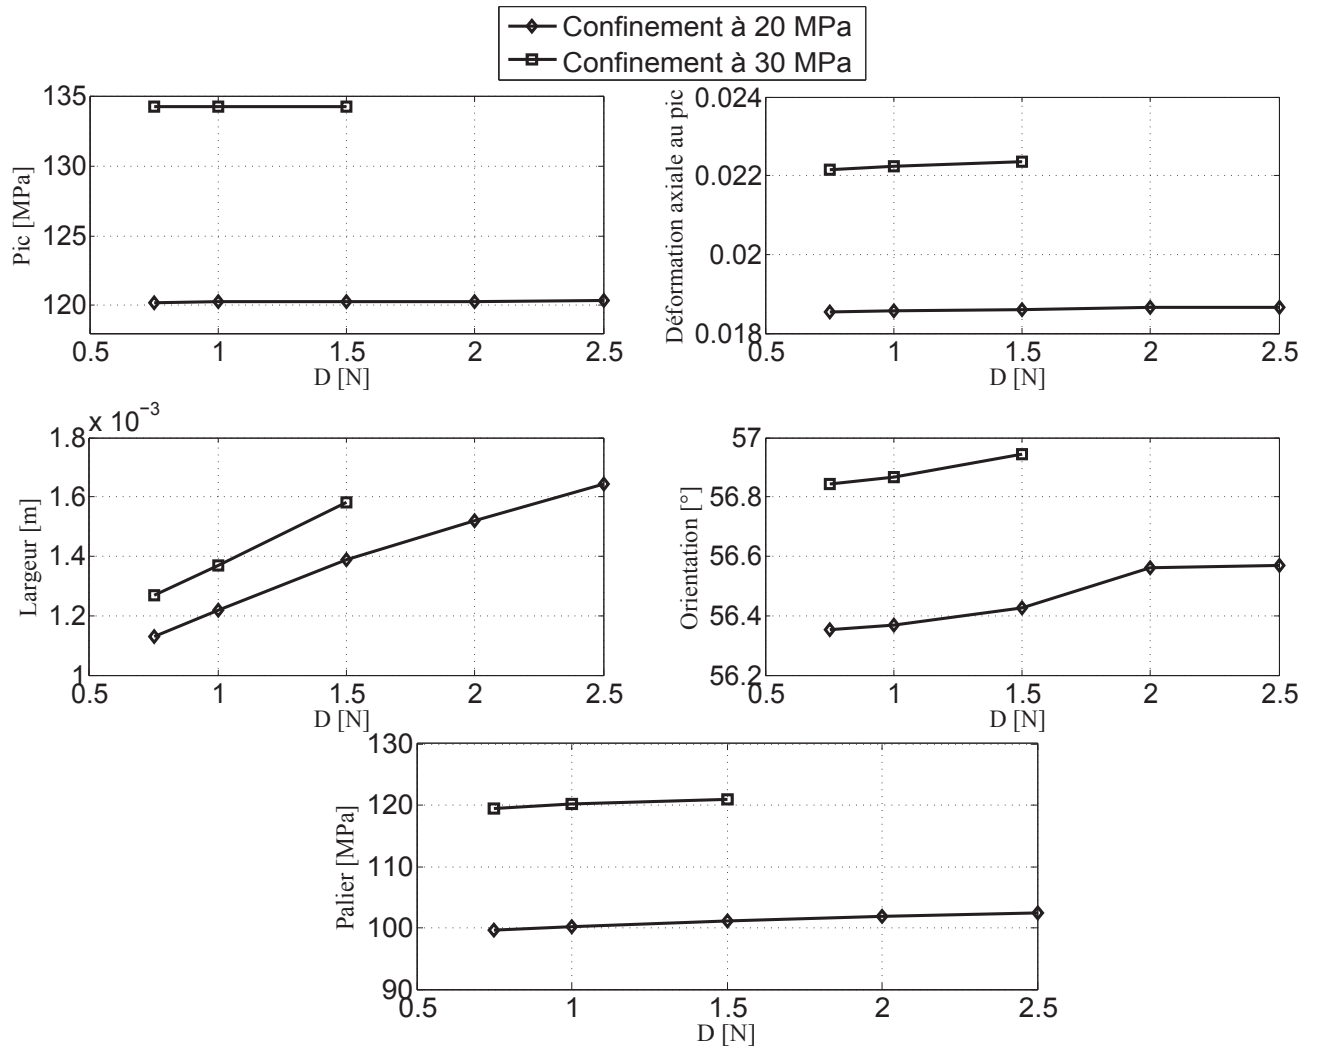 Confinement à 20 MPa
Confinement à 30 MPa
135
130
125
120
Pic [MPa]
0.5 1 1.5 2 2.5
D [N]
0.024
0.022
0.02
0.018
Déformation axiale au pic
0.5 1 1.5 2 2.5
D [N]
x 10⁻³
1.8
1.6
1.4
1.2
1
Largeur [m]
0.5 1 1.5 2 2.5
D [N]
57
56.8
56.6
56.4
56.2
Orientation [°]
0.5 1 1.5 2 2.5
D [N]
130
120
110
100
90
Palier [MPa]
0.5 1 1.5 2 2.5
D [N]